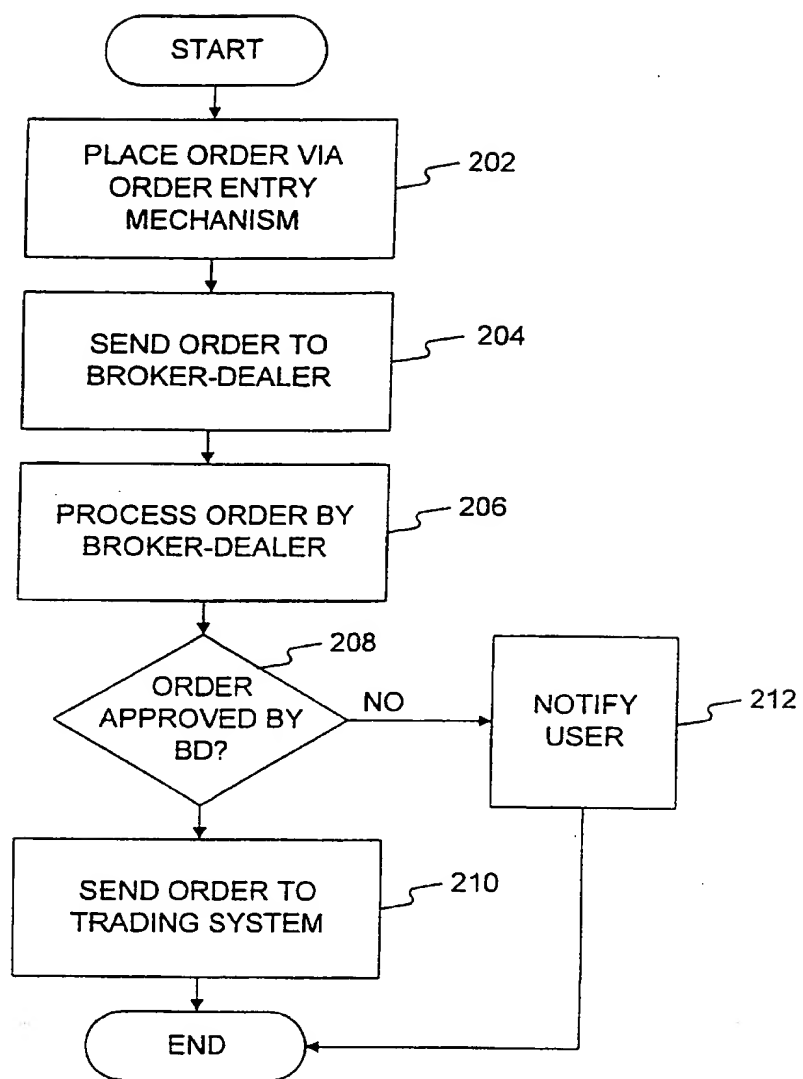 START
PLACE ORDER VIA
ORDER ENTRY
MECHANISM
202
SEND ORDER TO
BROKER-DEALER
204
PROCESS ORDER BY
BROKER-DEALER
206
208
ORDER
APPROVED BY
BD?
NO
NOTIFY
USER
212
SEND ORDER TO
TRADING SYSTEM
210
END